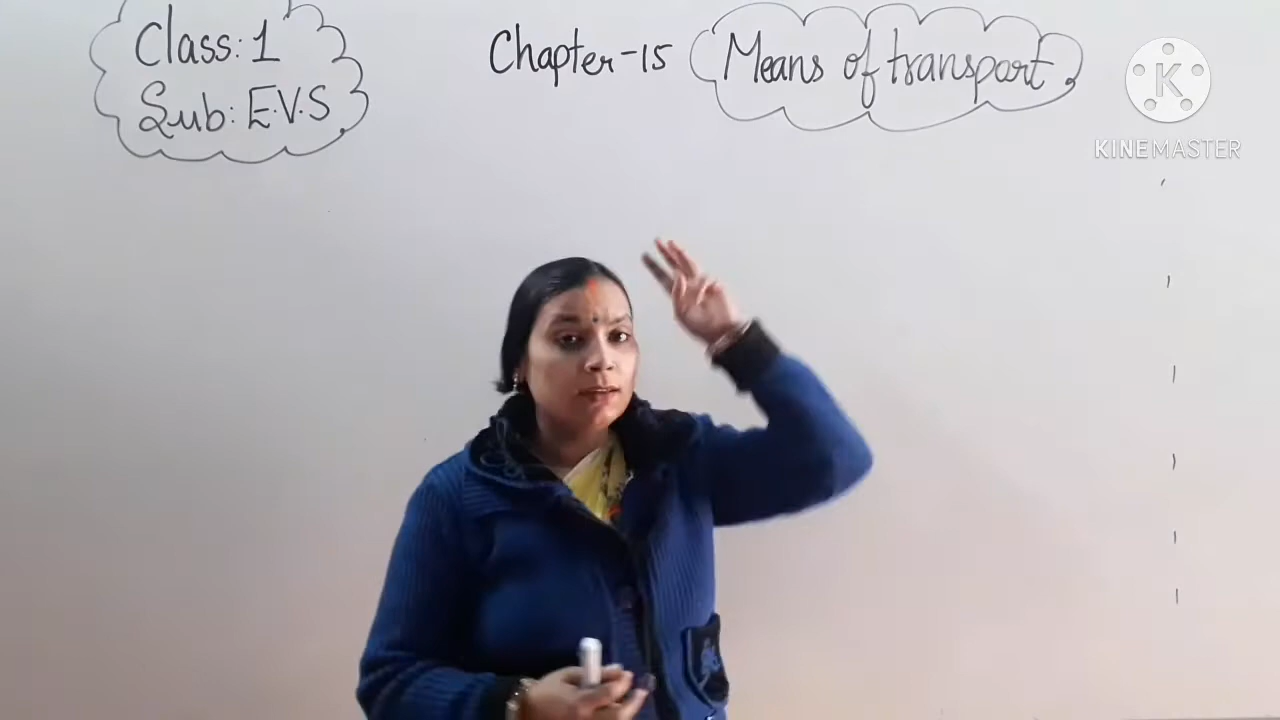 Class: 1
Sub: E.V.S
Chapter-15 Means of transport
K
KINEMASTER